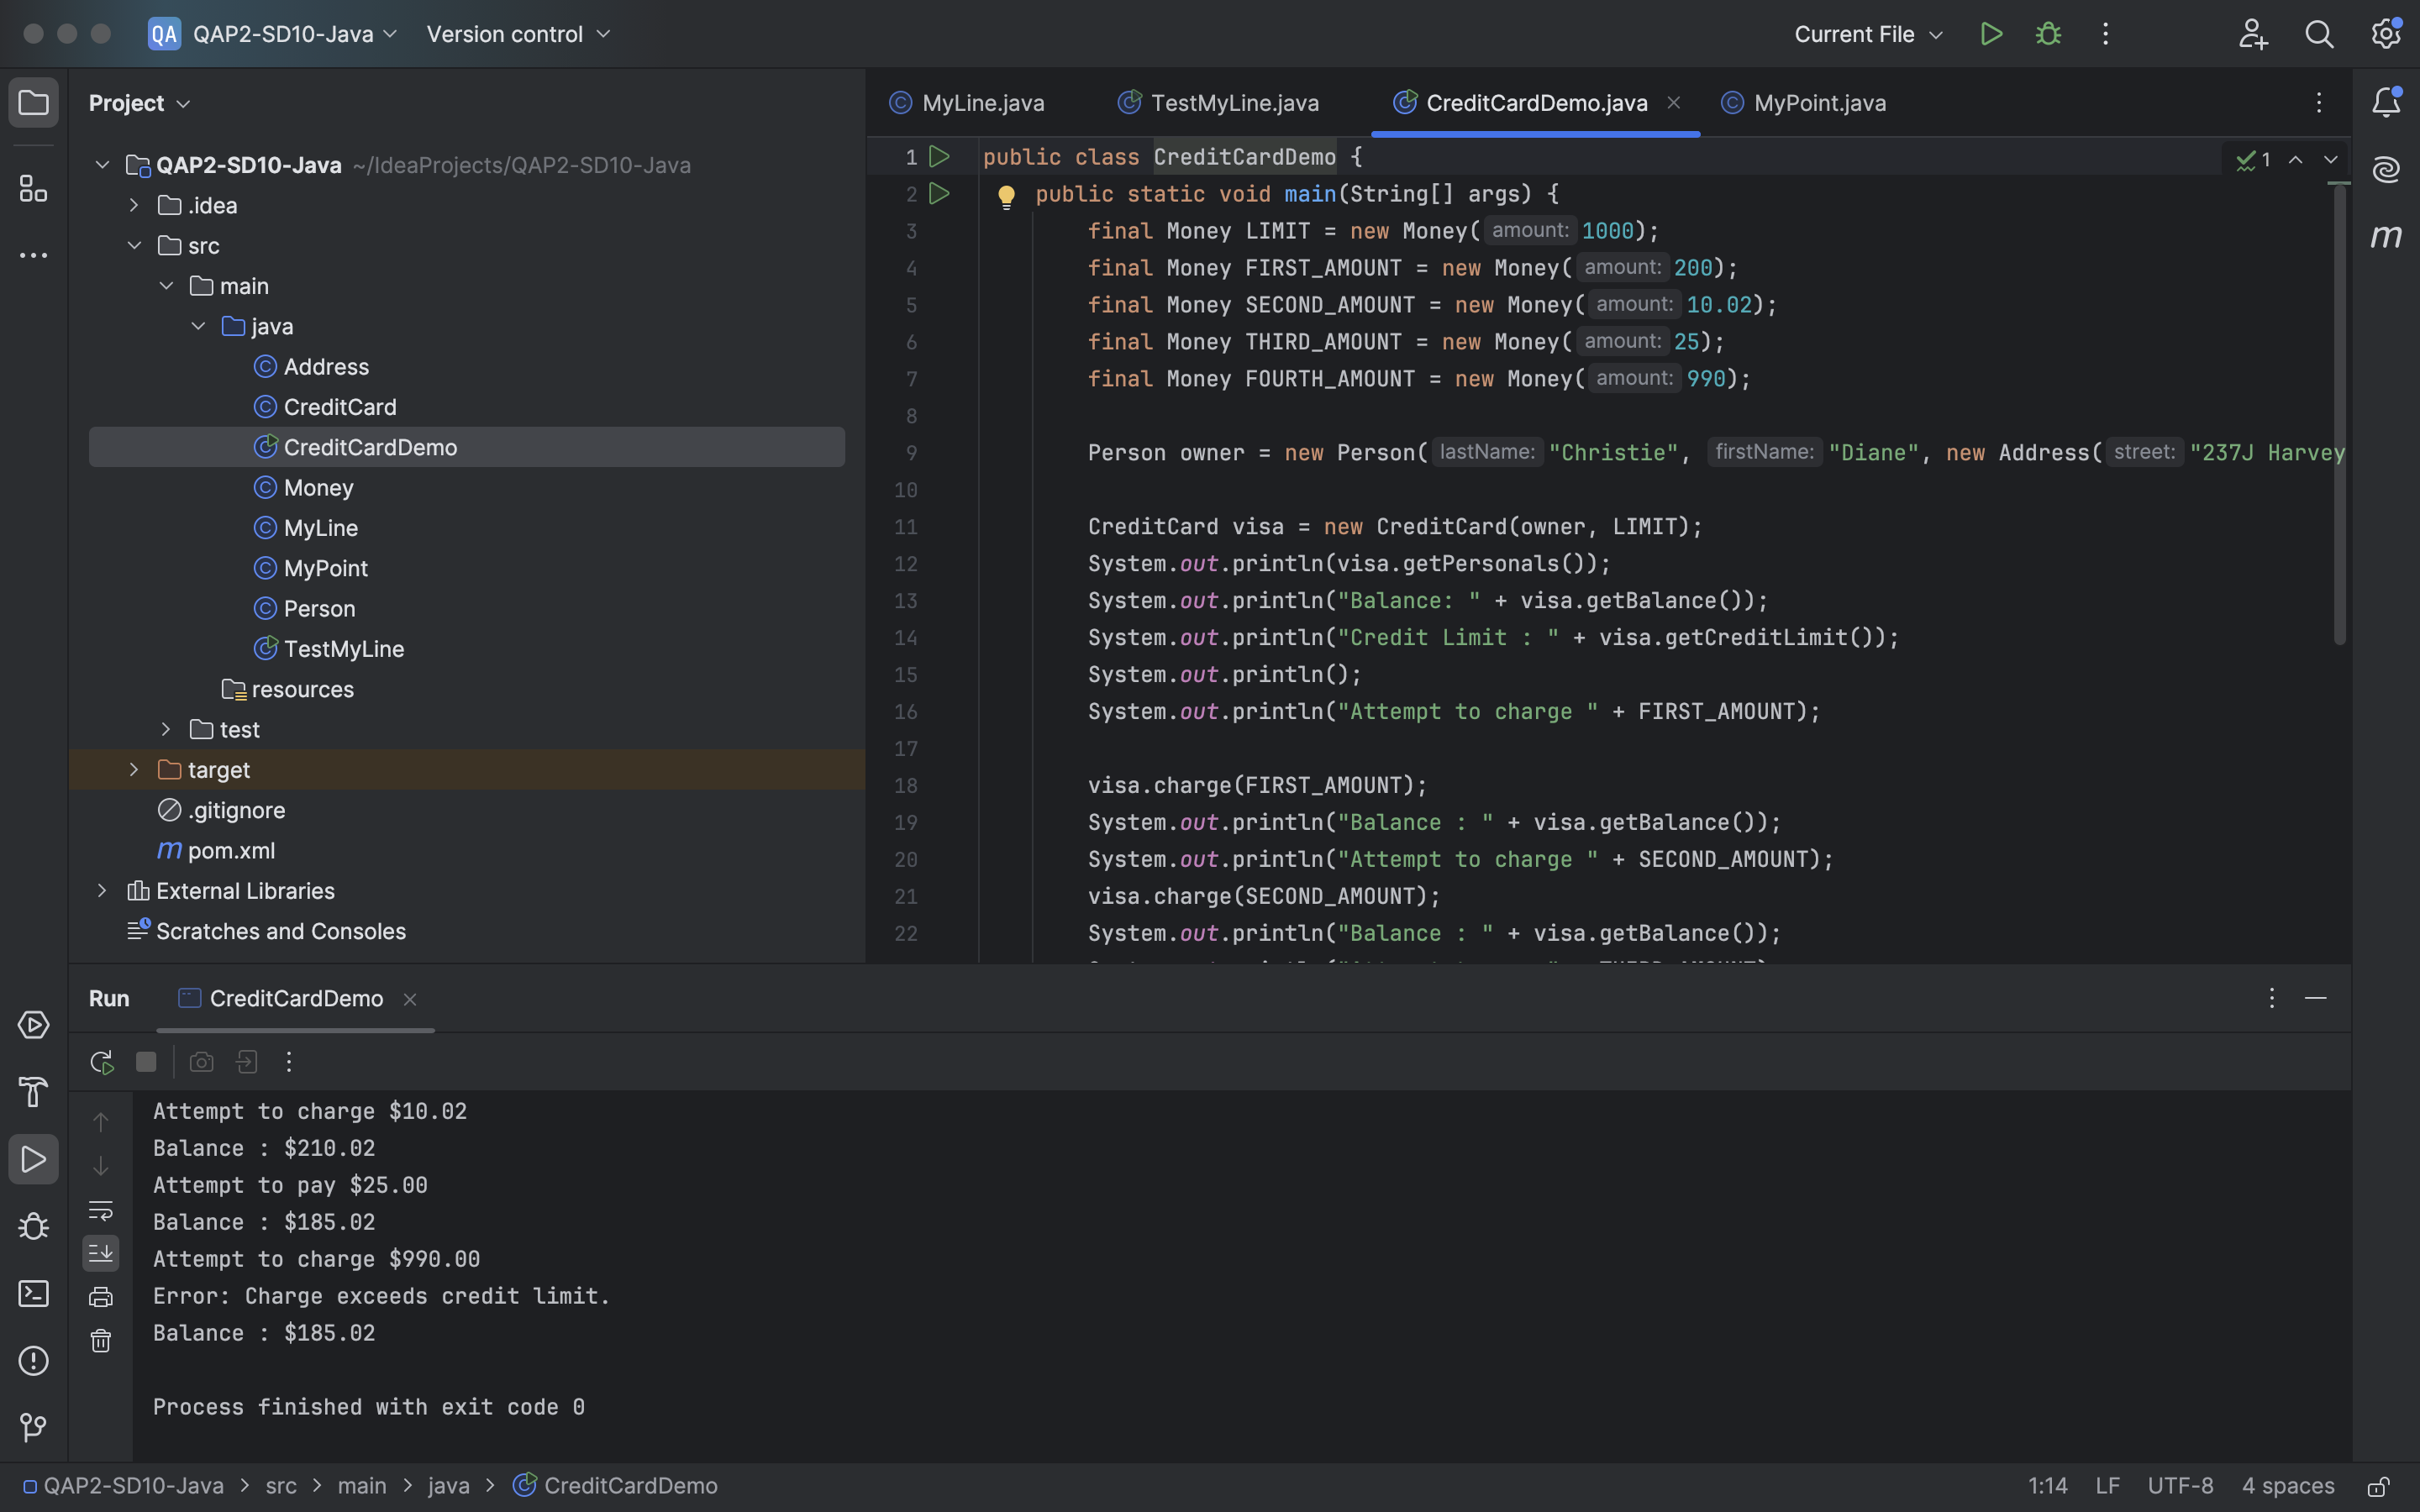 QA QAP2-SD10-Java Version control Current File
Project
QAP2-SD10-Java ~/IdeaProjects/QAP2-SD10-Java
.idea
src
main
java
Address
CreditCard
CreditCardDemo
Money
MyLine
MyPoint
Person
TestMyLine
resources
test
target
.gitignore
pom.xml
External Libraries
Scratches and Consoles
MyLine.java TestMyLine.java CreditCardDemo.java MyPoint.java
1 public class CreditCardDemo { 1
2 public static void main(String[] args) {
3 final Money LIMIT = new Money( amount: 1000);
4 final Money FIRST_AMOUNT = new Money( amount: 200);
5 final Money SECOND_AMOUNT = new Money( amount: 10.02);
6 final Money THIRD_AMOUNT = new Money( amount: 25);
7 final Money FOURTH_AMOUNT = new Money( amount: 990);
8
9 Person owner = new Person( lastName: "Christie", firstName: "Diane", new Address( street: "237J Harvey
10
11 CreditCard visa = new CreditCard(owner, LIMIT);
12 System.out.println(visa.getPersonals());
13 System.out.println("Balance: " + visa.getBalance());
14 System.out.println("Credit Limit : " + visa.getCreditLimit());
15 System.out.println();
16 System.out.println("Attempt to charge " + FIRST_AMOUNT);
17
18 visa.charge(FIRST_AMOUNT);
19 System.out.println("Balance : " + visa.getBalance());
20 System.out.println("Attempt to charge " + SECOND_AMOUNT);
21 visa.charge(SECOND_AMOUNT);
22 System.out.println("Balance : " + visa.getBalance());
Run CreditCardDemo
Attempt to charge $10.02
Balance : $210.02
Attempt to pay $25.00
Balance : $185.02
Attempt to charge $990.00
Error: Charge exceeds credit limit.
Balance : $185.02
Process finished with exit code 0
QAP2-SD10-Java > src > main > java > CreditCardDemo 1:14 LF UTF-8 4 spaces